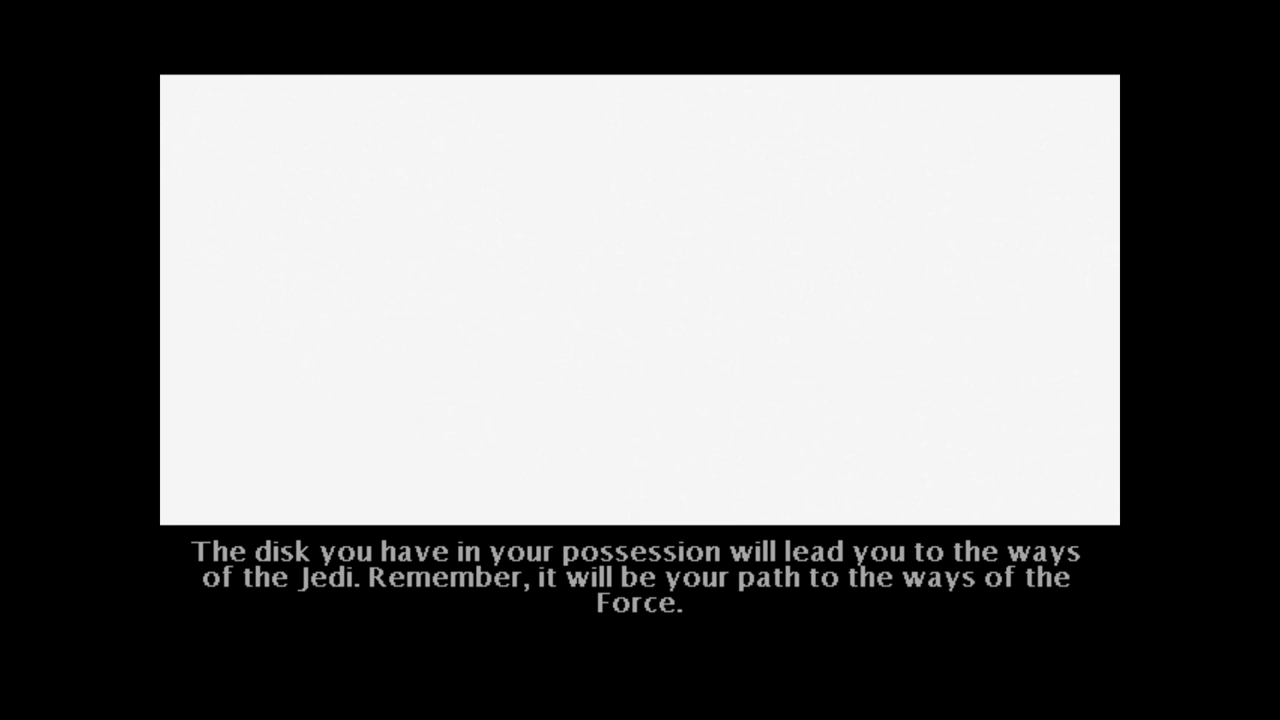 The disk you have in your possession will lead you to the ways
of the Jedi. Remember, it will be your path to the ways of the
Force.